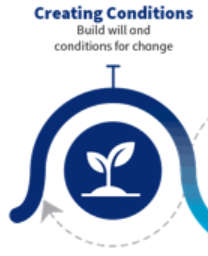 Creating Conditions
Build will and
conditions for change